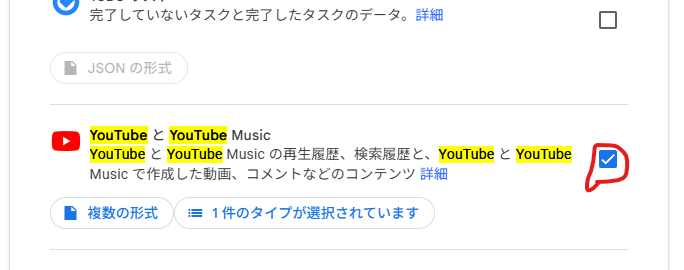 完了していないタスクと完了したタスクのデータ。詳細
JSON の形式
YouTube と YouTube Music
YouTube と YouTube Music の再生履歴、検索履歴と、YouTube と YouTube
Music で作成した動画、コメントなどのコンテンツ 詳細
複数の形式
1 件のタイプが選択されています